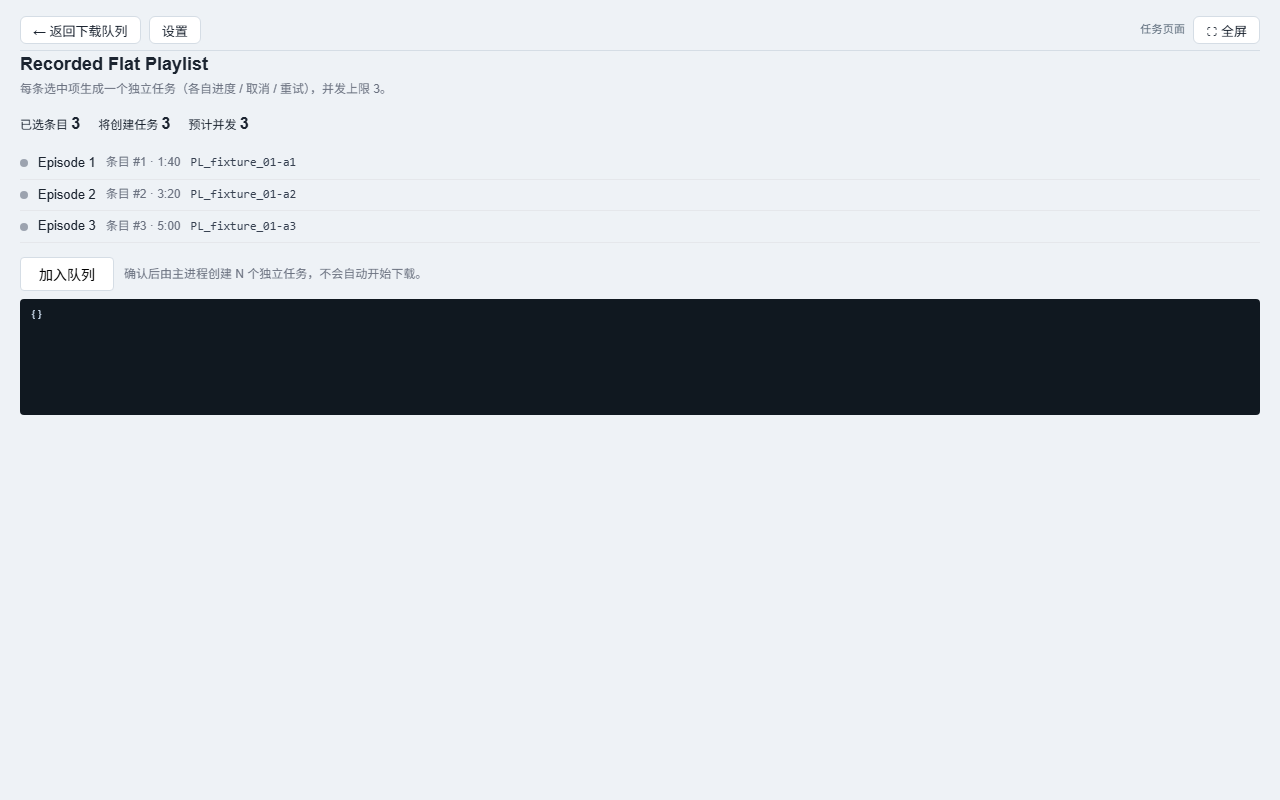 ← 返回下载队列 设置 任务页面 ⛶ 全屏
Recorded Flat Playlist
每条选中项生成一个独立任务（各自进度 / 取消 / 重试），并发上限 3。
已选条目 3 将创建任务 3 预计并发 3
Episode 1 条目 #1 · 1:40 PL_fixture_01-a1
Episode 2 条目 #2 · 3:20 PL_fixture_01-a2
Episode 3 条目 #3 · 5:00 PL_fixture_01-a3
加入队列 确认后由主进程创建 N 个独立任务，不会自动开始下载。
{}